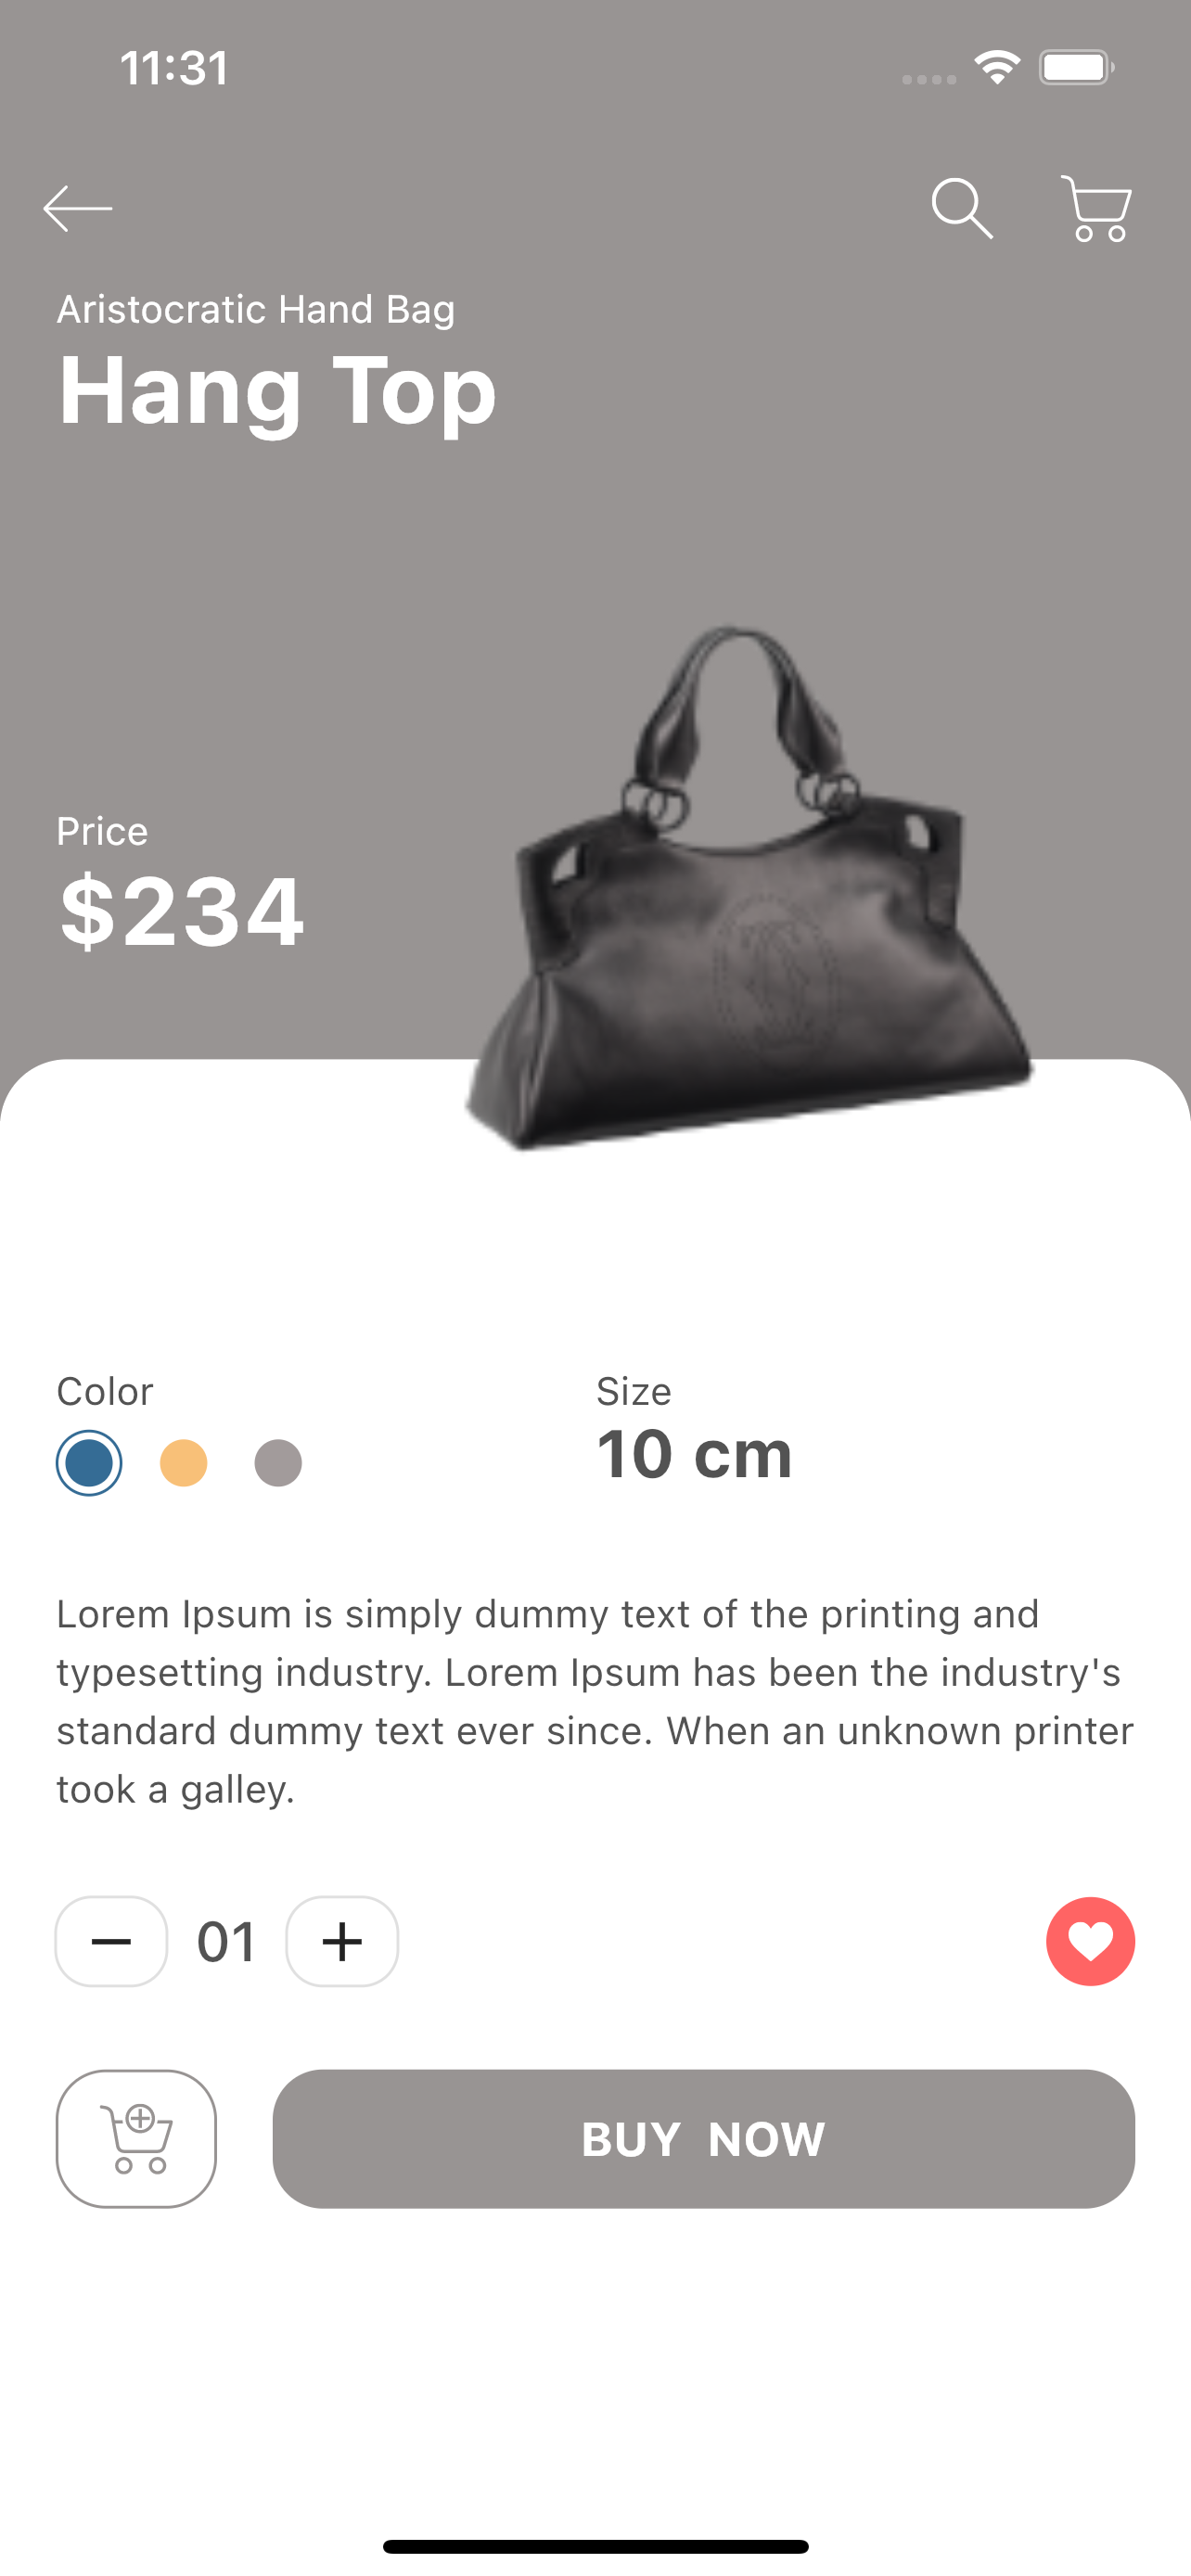 11:31
Aristocratic Hand Bag
Hang Top
Price
$234
Color
Size
10 cm
Lorem Ipsum is simply dummy text of the printing and
typesetting industry. Lorem Ipsum has been the industry's
standard dummy text ever since. When an unknown printer
took a galley.
01
BUY NOW